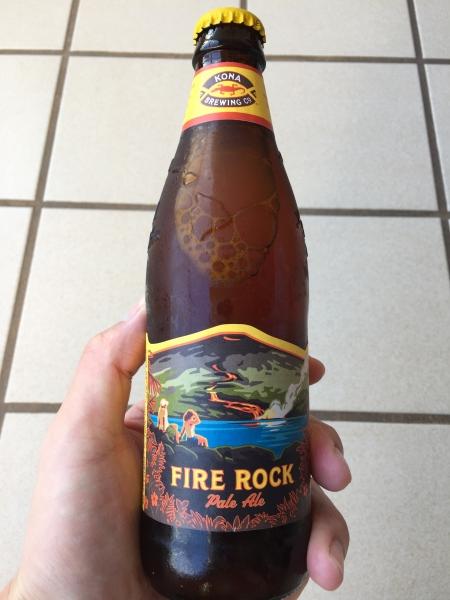 KONA
BREWING CO
FIRE ROCK
Pale Ale